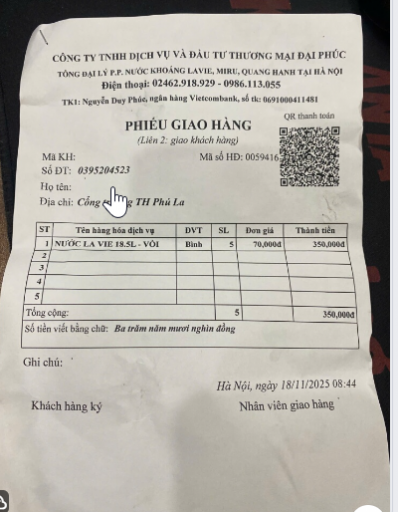 CÔNG TY TNHH DỊCH VỤ VÀ ĐẦU TƯ THƯƠNG MẠI ĐẠI PHÚC
TỔNG ĐẠI LÝ P.P. NƯỚC KHOÁNG LAVIE, MIRU, QUANG HANH TẠI HÀ NỘI
Điện thoại: 02462.918.929 - 0986.113.055
TK1: Nguyễn Duy Phúc, ngân hàng Vietcombank, số tk: 0691000411481
QR thanh toán
PHIẾU GIAO HÀNG
(Liên 2: giao khách hàng)
Mã KH:
Mã số HD: 0059416
Số ĐT: 0395204523
Họ tên:
Địa chỉ: Cổng TH Phú La
ST Tên hàng hóa dịch vụ ĐVT SL Đơn giá Thành tiền
1 NƯỚC LA VIE 18.5L - VÒI Bình 5 70,000đ 350,000đ
2
3
4
5
Tổng cộng: 5 350,000đ
Số tiền viết bằng chữ: Ba trăm năm mươi nghìn đồng
Ghi chú:
Hà Nội, ngày 18/11/2025 08:44
Khách hàng ký Nhân viên giao hàng